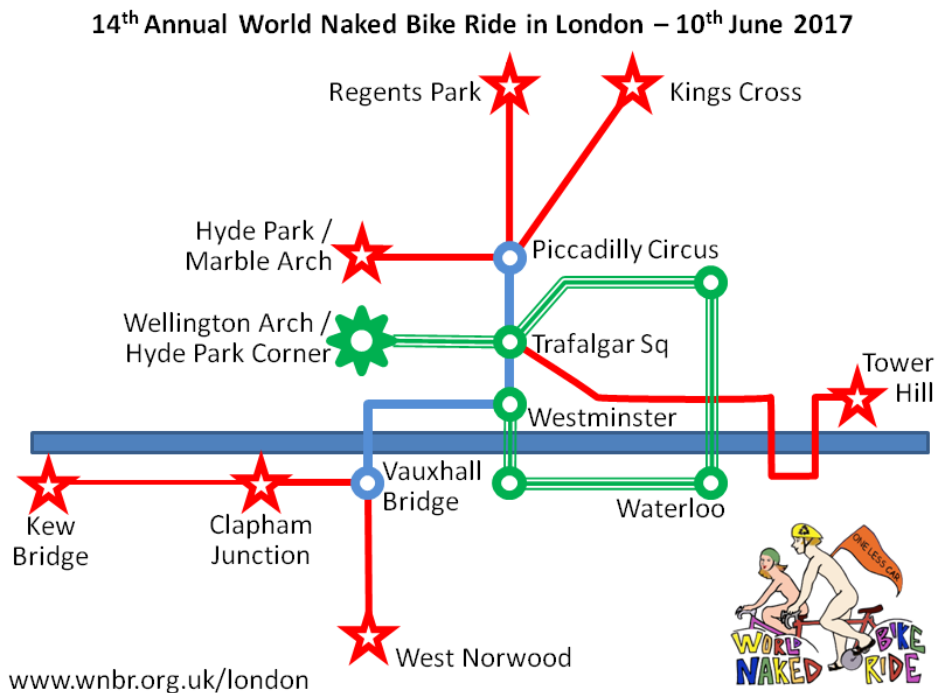 14th Annual World Naked Bike Ride in London – 10th June 2017
Regents Park
Kings Cross
Hyde Park /
Marble Arch
Piccadilly Circus
Wellington Arch /
Hyde Park Corner
Trafalgar Sq
Tower
Hill
Westminster
Vauxhall
Bridge
Waterloo
Kew
Bridge
Clapham
Junction
West Norwood
ONE LESS CAR
WORLD
NAKED
BIKE
RIDE
www.wnbr.org.uk/london